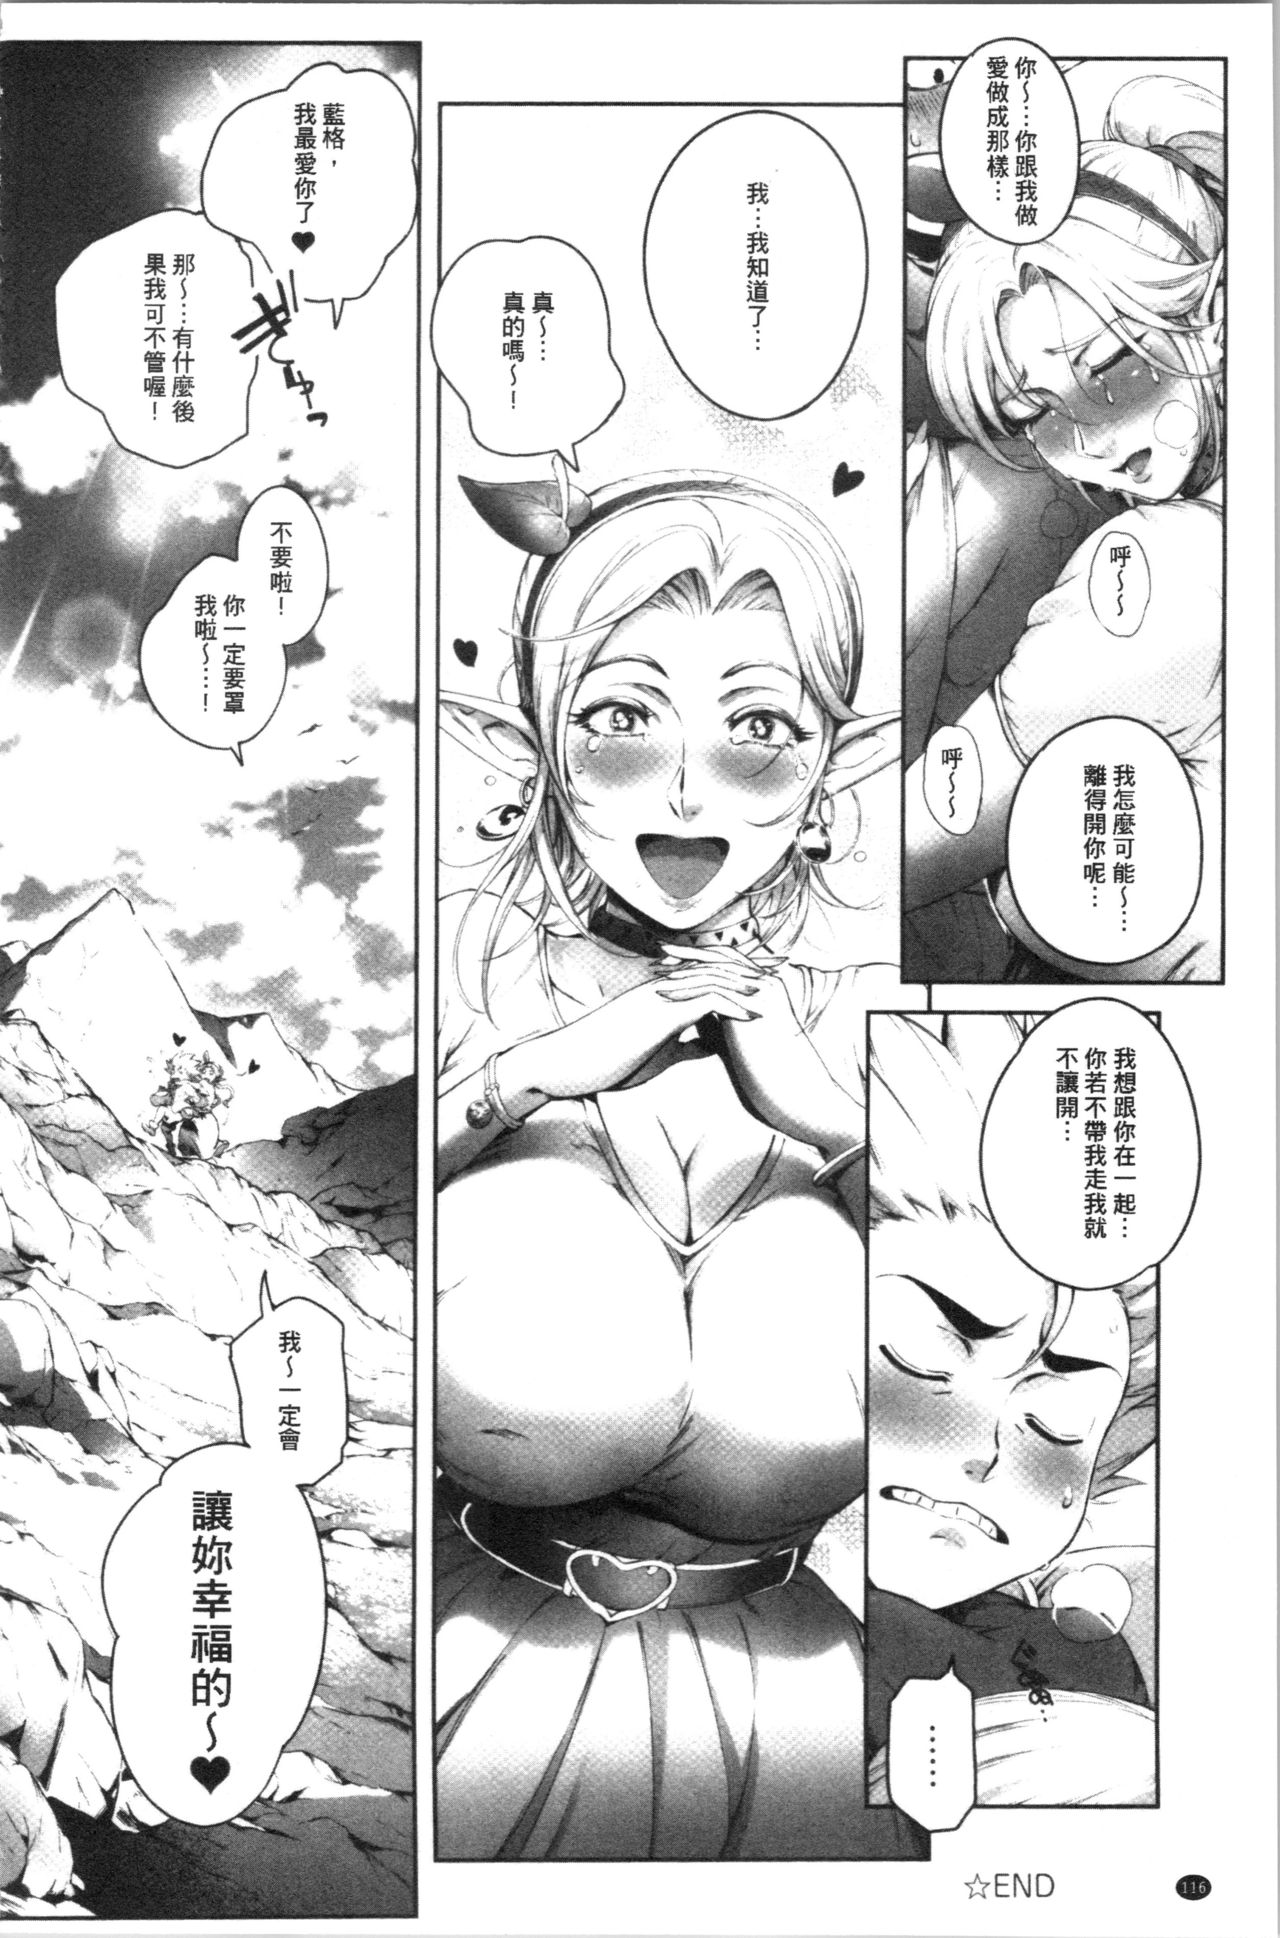 你～…你跟我做
愛做成那樣…
呼～～
我怎麼可能～…
離得開你呢…
呼～～
我想跟你在一起…
你若不帶我走我就
不讓開…
……
我…我知道了…
真～…
真的嗎～！
藍格，
我最愛你了♥
ぎゅっ
那～…有什麼後
果我可不管喔！
不要啦！
你一定要罩
我啦～…！
我～一定會
讓妳幸福的～♥
☆END
116